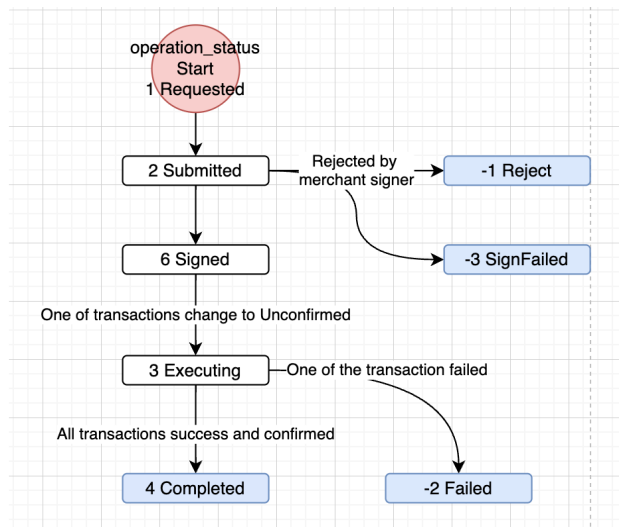 operation_status
Start
1 Requested
2 Submitted
Rejected by
merchant signer
-1 Reject
6 Signed
-3 SignFailed
One of transactions change to Unconfirmed
3 Executing
One of the transaction failed
All transactions success and confirmed
4 Completed
-2 Failed